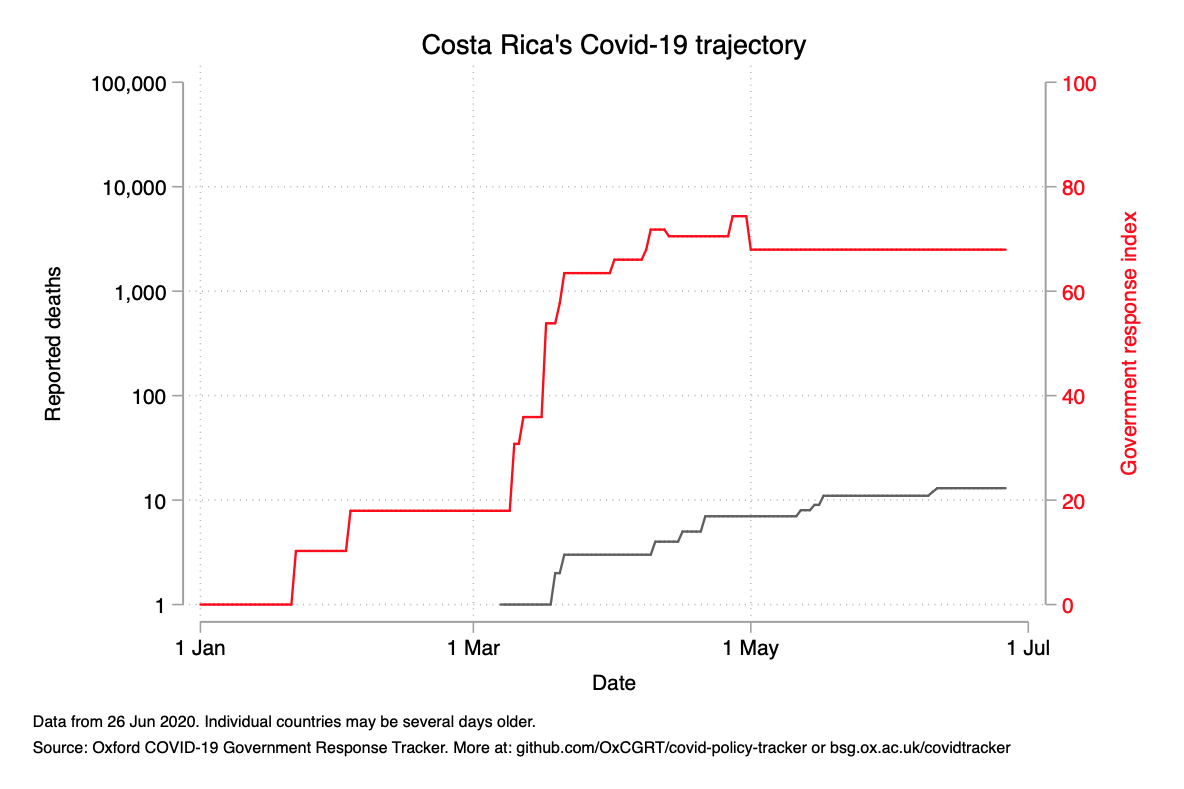 Costa Rica's Covid-19 trajectory
100,000
10,000
1,000
100
10
1
Reported deaths
100
80
60
40
20
0
Government response index
1 Jan
1 Mar
1 May
1 Jul
Date
Data from 26 Jun 2020. Individual countries may be several days older.
Source: Oxford COVID-19 Government Response Tracker. More at: github.com/OxCGRT/covid-policy-tracker or bsg.ox.ac.uk/covidtracker